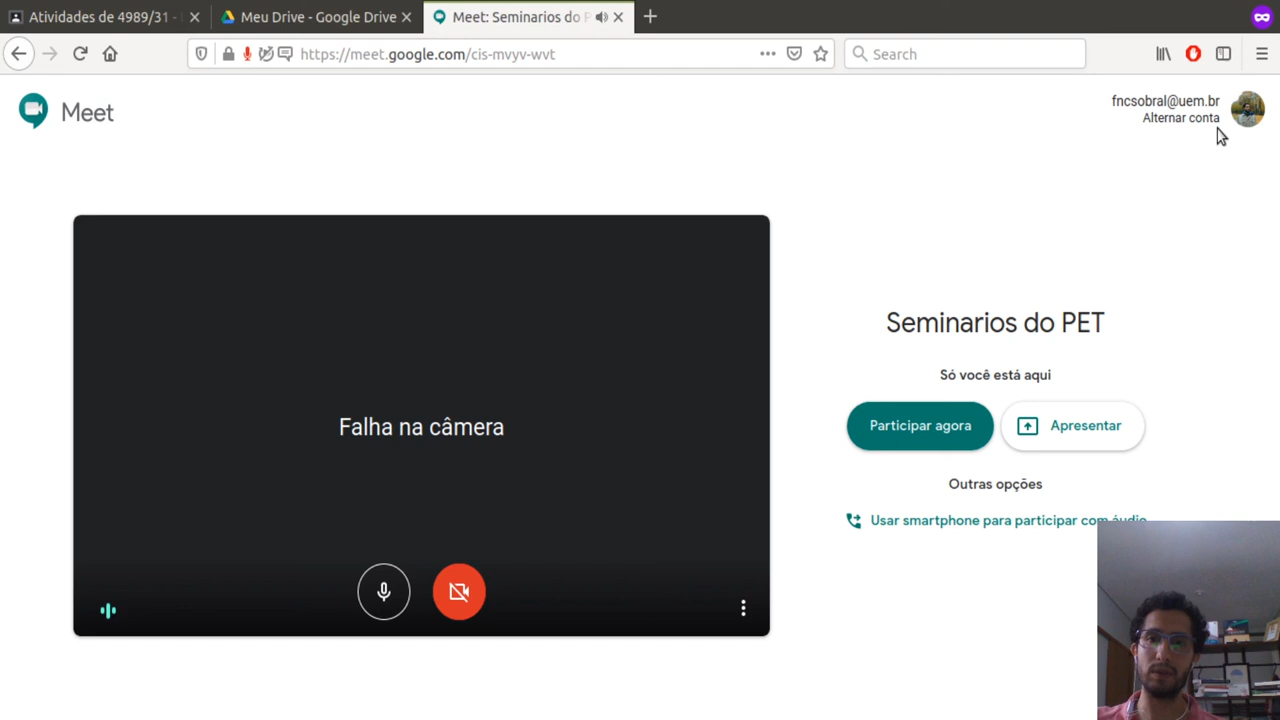 Atividades de 4989/31 -
Meu Drive - Google Drive
Meet: Seminarios do P
https://meet.google.com/cis-mvyv-wvt
Search
Meet
fncsobral@uem.br
Alternar conta
Falha na câmera
Seminarios do PET
Só você está aqui
Participar agora
Apresentar
Outras opções
Usar smartphone para participar com áudio